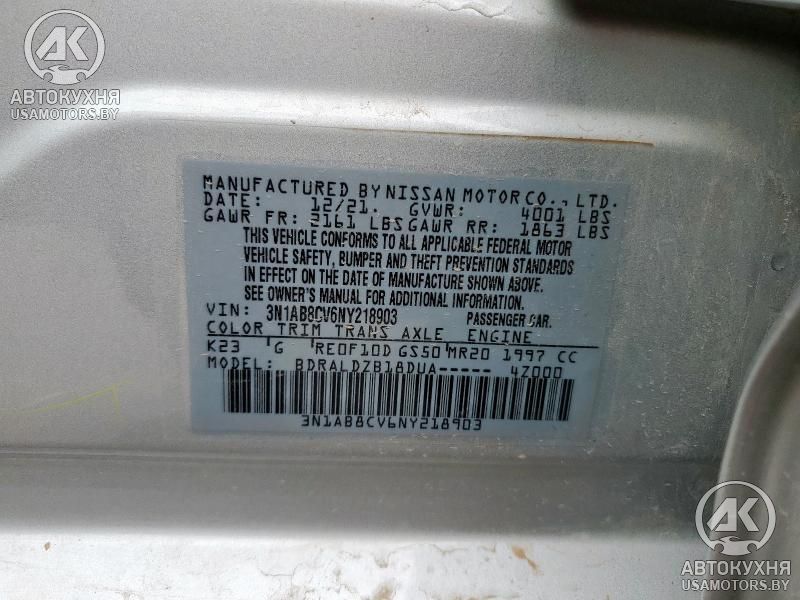 AK
АВТОКУХНЯ
USAMOTORS.BY
MANUFACTURED BY NISSAN MOTOR CO., LTD.
DATE: 12/21. GVWR: 4001 LBS
GAWR FR: 2161 LBS GAWR RR: 1863 LBS
THIS VEHICLE CONFORMS TO ALL APPLICABLE FEDERAL MOTOR
VEHICLE SAFETY, BUMPER AND THEFT PREVENTION STANDARDS
IN EFFECT ON THE DATE OF MANUFACTURE SHOWN ABOVE.
SEE OWNER'S MANUAL FOR ADDITIONAL INFORMATION.
VIN: 3N1AB8CV6NY218903 PASSENGER CAR.
COLOR TRIM TRANS AXLE ENGINE
K23 G RE0F10D GS50 MR20 1997 CC
MODEL: BDRALDZB18DUA----- 4Z000
3N1AB8CV6NY218903
AK
АВТОКУХНЯ
USAMOTORS.BY